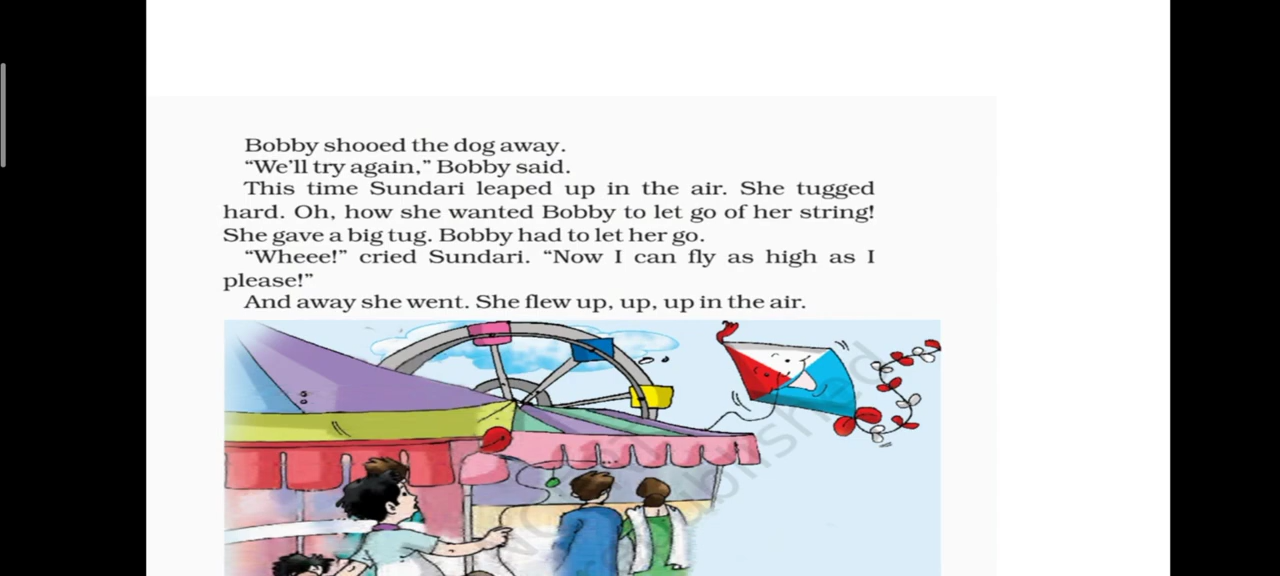 Bobby shooed the dog away.
“We’ll try again,” Bobby said.
This time Sundari leaped up in the air. She tugged
hard. Oh, how she wanted Bobby to let go of her string!
She gave a big tug. Bobby had to let her go.
“Wheee!” cried Sundari. “Now I can fly as high as I
please!”
And away she went. She flew up, up, up in the air.